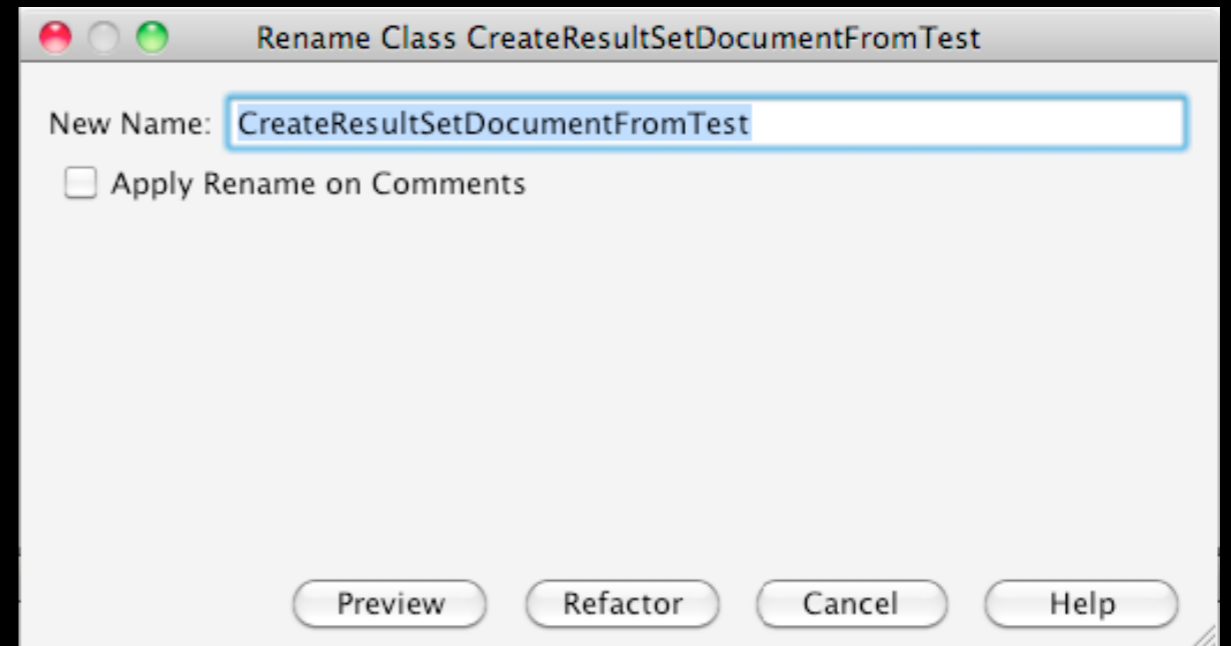 Rename Class CreateResultSetDocumentFromTest
New Name: CreateResultSetDocumentFromTest
Apply Rename on Comments
Preview Refactor Cancel Help